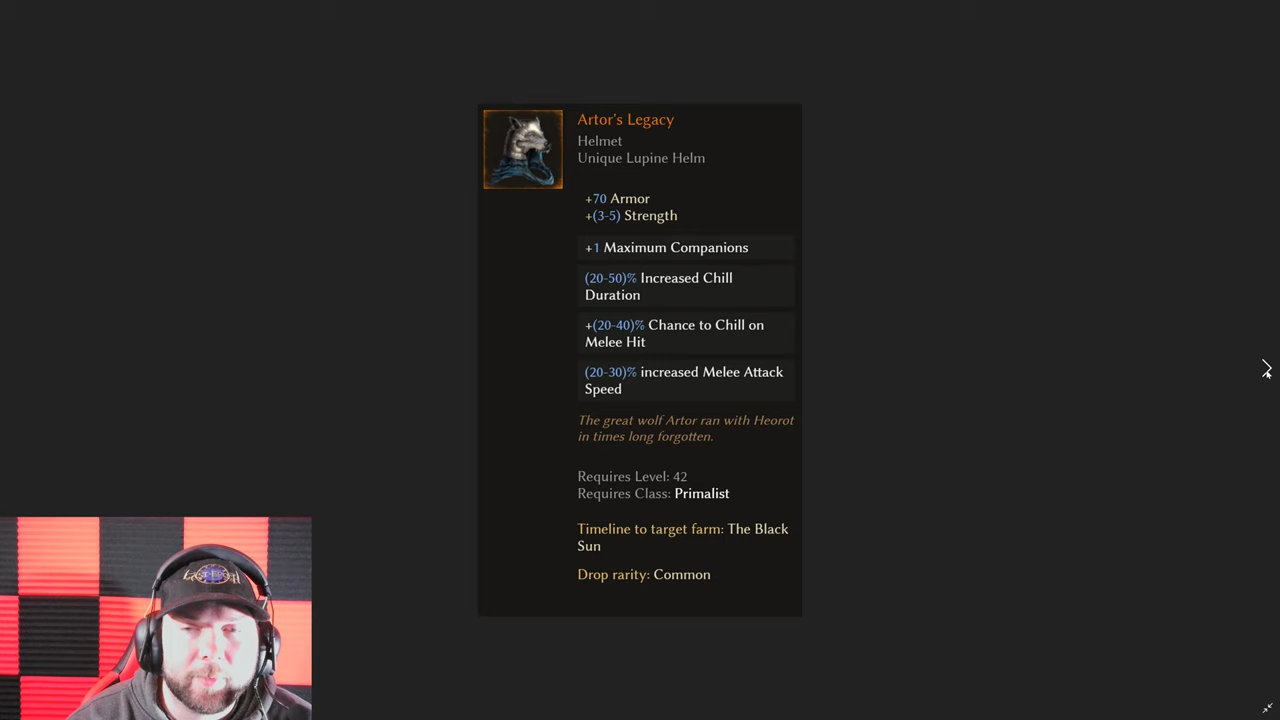 Artor's Legacy
Helmet
Unique Lupine Helm
+70 Armor
+(3-5) Strength
+1 Maximum Companions
(20-50)% Increased Chill
Duration
+(20-40)% Chance to Chill on
Melee Hit
(20-30)% increased Melee Attack
Speed
The great wolf Artor ran with Heorot
in times long forgotten.
Requires Level: 42
Requires Class: Primalist
Timeline to target farm: The Black
Sun
Drop rarity: Common